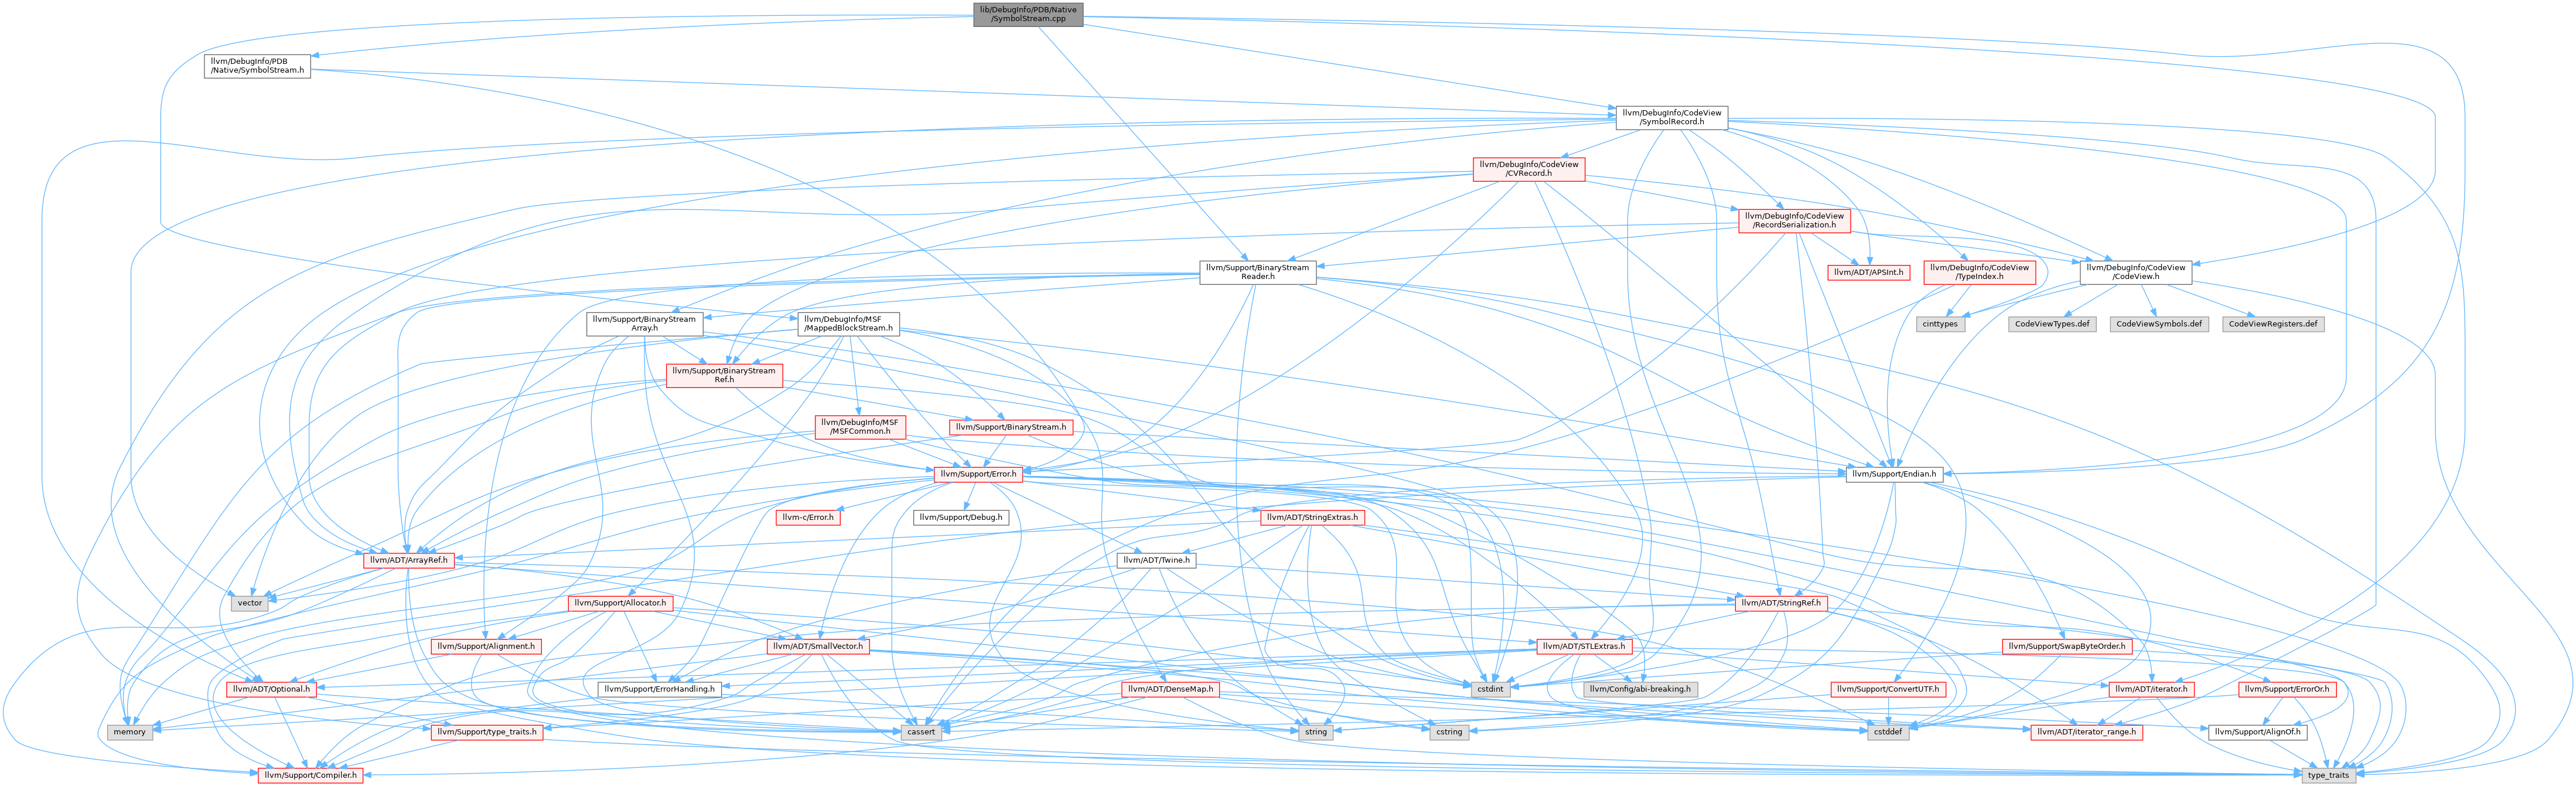 lib/DebugInfo/PDB/Native
/SymbolStream.cpp
llvm/DebugInfo/PDB
/Native/SymbolStream.h
llvm/DebugInfo/CodeView
/SymbolRecord.h
llvm/DebugInfo/CodeView
/CVRecord.h
llvm/DebugInfo/CodeView
/RecordSerialization.h
llvm/Support/BinaryStream
Reader.h
llvm/ADT/APSInt.h
llvm/DebugInfo/CodeView
/TypeIndex.h
llvm/DebugInfo/CodeView
/CodeView.h
llvm/Support/BinaryStream
Array.h
llvm/DebugInfo/MSF
/MappedBlockStream.h
cinttypes
CodeViewTypes.def
CodeViewSymbols.def
CodeViewRegisters.def
llvm/Support/BinaryStream
Ref.h
llvm/DebugInfo/MSF
/MSFCommon.h
llvm/Support/BinaryStream.h
llvm/Support/Error.h
llvm/Support/Endian.h
llvm-c/Error.h
llvm/Support/Debug.h
llvm/ADT/StringExtras.h
llvm/ADT/ArrayRef.h
llvm/ADT/Twine.h
vector
llvm/Support/Allocator.h
llvm/ADT/StringRef.h
llvm/Support/Alignment.h
llvm/ADT/SmallVector.h
llvm/ADT/STLExtras.h
llvm/Support/SwapByteOrder.h
llvm/ADT/Optional.h
llvm/Support/ErrorHandling.h
llvm/ADT/DenseMap.h
cstdint
llvm/Config/abi-breaking.h
llvm/Support/ConvertUTF.h
llvm/ADT/iterator.h
llvm/Support/ErrorOr.h
memory
llvm/Support/type_traits.h
cassert
string
cstring
cstddef
llvm/ADT/iterator_range.h
llvm/Support/AlignOf.h
llvm/Support/Compiler.h
type_traits